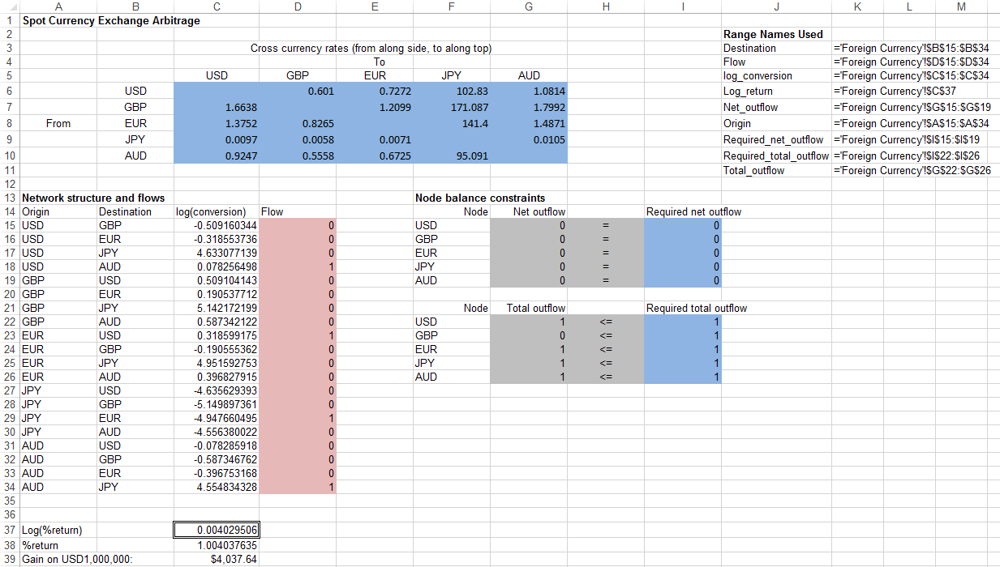 A B C D E F G H I J K L M
1 Spot Currency Exchange Arbitrage
2 Range Names Used
3 Cross currency rates (from along side, to along top) Destination ='Foreign Currency'!$B$15:$B$34
4 To Flow ='Foreign Currency'!$D$15:$D$34
5 USD GBP EUR JPY AUD log_conversion ='Foreign Currency'!$C$15:$C$34
6 USD 0.601 0.7272 102.83 1.0814 Log_return ='Foreign Currency'!$C$37
7 GBP 1.6638 1.2099 171.087 1.7992 Net_outflow ='Foreign Currency'!$G$15:$G$19
8 From EUR 1.3752 0.8265 141.4 1.4871 Origin ='Foreign Currency'!$A$15:$A$34
9 JPY 0.0097 0.0058 0.0071 0.0105 Required_net_outflow ='Foreign Currency'!$I$15:$I$19
10 AUD 0.9247 0.5558 0.6725 95.091 Required_total_outflow ='Foreign Currency'!$I$22:$I$26
11 Total_outflow ='Foreign Currency'!$G$22:$G$26
12
13 Network structure and flows Node balance constraints
14 Origin Destination log(conversion) Flow Node Net outflow Required net outflow
15 USD GBP -0.509160344 0 USD 0 = 0
16 USD EUR -0.318553736 0 GBP 0 = 0
17 USD JPY 4.633077139 0 EUR 0 = 0
18 USD AUD 0.078256498 1 JPY 0 = 0
19 GBP USD 0.509104143 0 AUD 0 = 0
20 GBP EUR 0.190537712 0
21 GBP JPY 5.142172199 0 Node Total outflow Required total outflow
22 GBP AUD 0.587342122 0 USD 1 <= 1
23 EUR USD 0.318599175 1 GBP 0 <= 1
24 EUR GBP -0.190555362 0 EUR 1 <= 1
25 EUR JPY 4.951592753 0 JPY 1 <= 1
26 EUR AUD 0.396827915 0 AUD 1 <= 1
27 JPY USD -4.635629393 0
28 JPY GBP -5.149897361 0
29 JPY EUR -4.947660495 1
30 JPY AUD -4.556380022 0
31 AUD USD -0.078285918 0
32 AUD GBP -0.587346762 0
33 AUD EUR -0.396753168 0
34 AUD JPY 4.554834328 1
35
36
37 Log(%return) 0.004029506
38 %return 1.004037635
39 Gain on USD1,000,000: $4,037.64